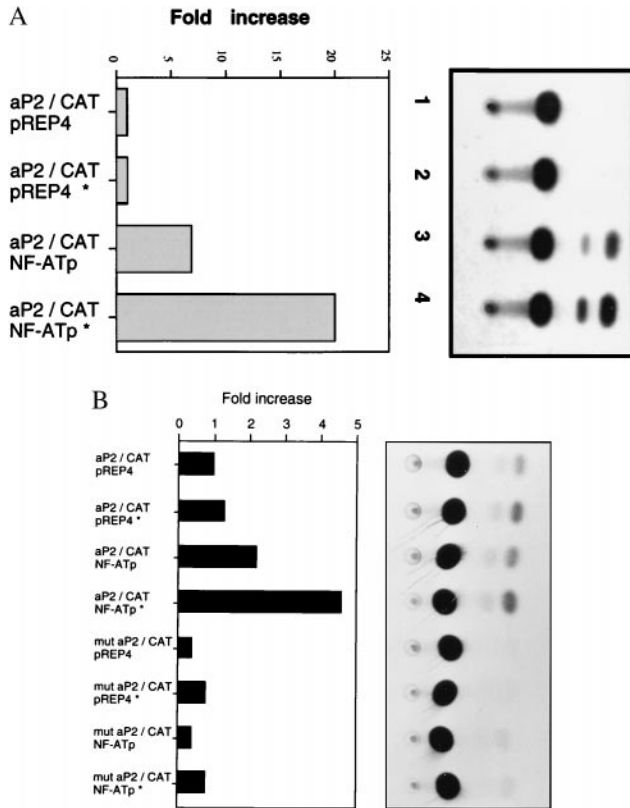 A
Fold increase
0
5
10
15
20
25
aP2 / CAT
pREP4
aP2 / CAT
pREP4 *
aP2 / CAT
NF-ATp
aP2 / CAT
NF-ATp *
1
2
3
4
B
Fold increase
0 1 2 3 4 5
aP2 / CAT
pREP4
aP2 / CAT
pREP4 *
aP2 / CAT
NF-ATp
aP2 / CAT
NF-ATp *
mut aP2 / CAT
pREP4
mut aP2 / CAT
pREP4 *
mut aP2 / CAT
NF-ATp
mut aP2 / CAT
NF-ATp *